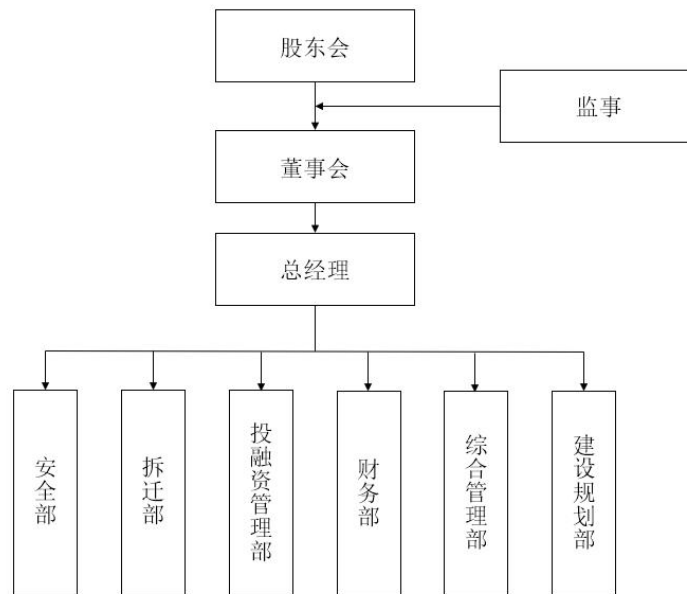 股东会
监事
董事会
总经理
安全部
拆迁部
投融资管理部
财务部
综合管理部
建设规划部